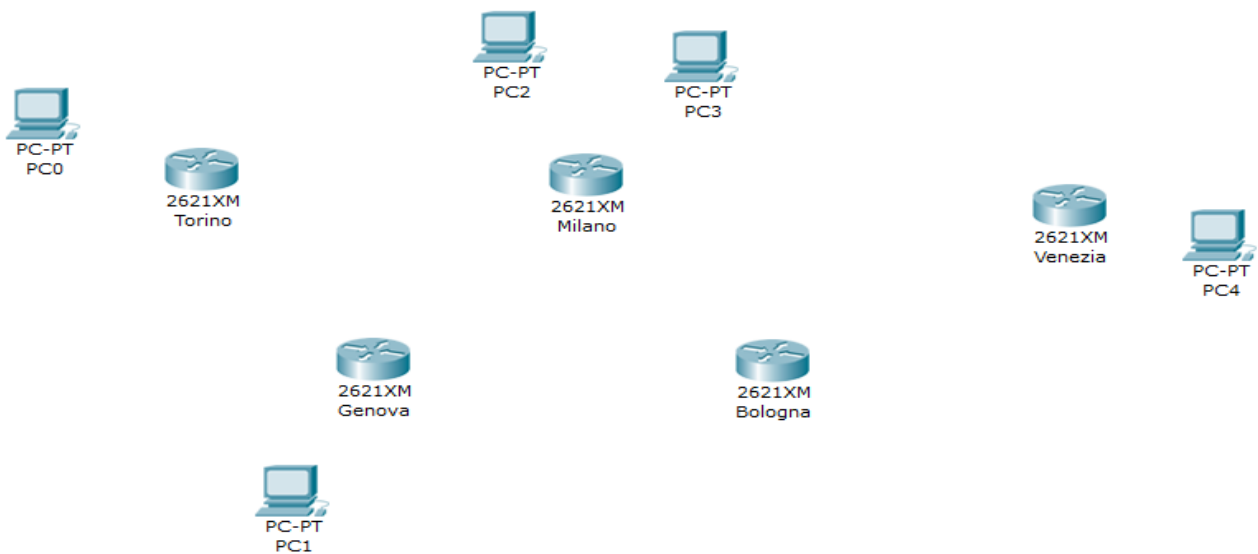 PC-PT
PC2
PC-PT
PC3
PC-PT
PC0
2621XM
Torino
2621XM
Milano
2621XM
Venezia
PC-PT
PC4
2621XM
Genova
2621XM
Bologna
PC-PT
PC1